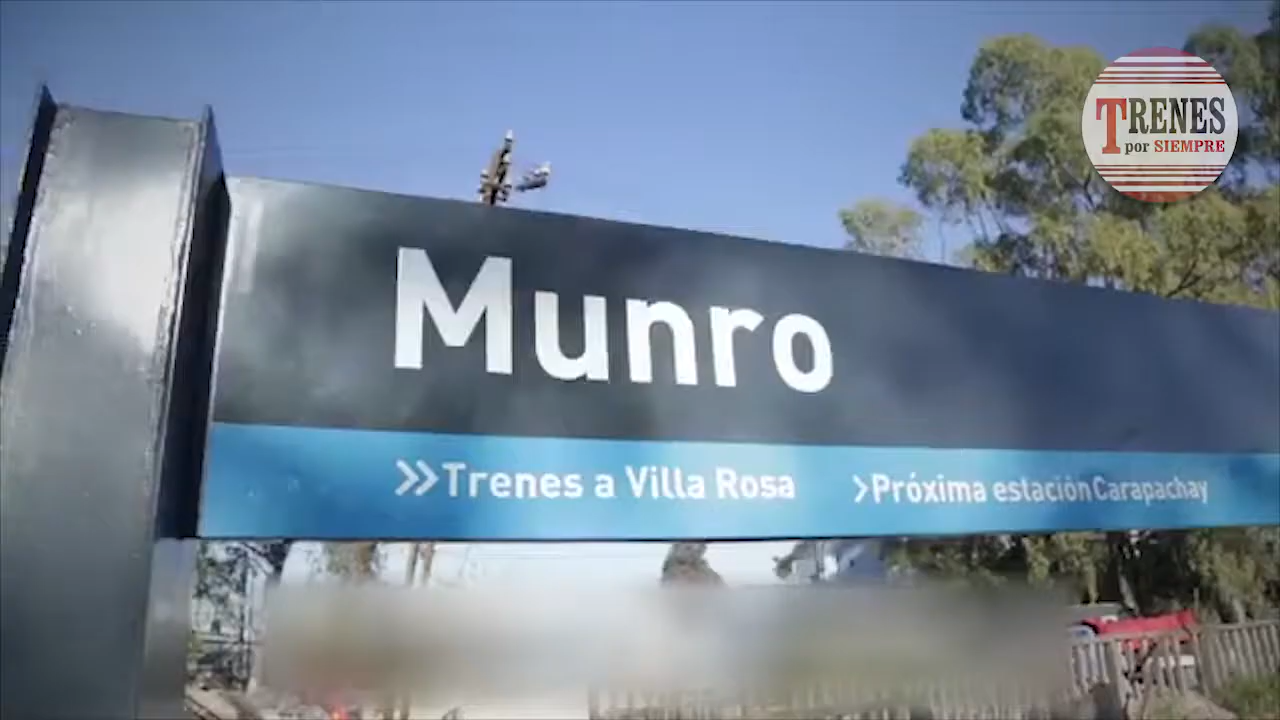 TRENES
por SIEMPRE
Munro
>>Trenes a Villa Rosa >Próxima estación Carapachay